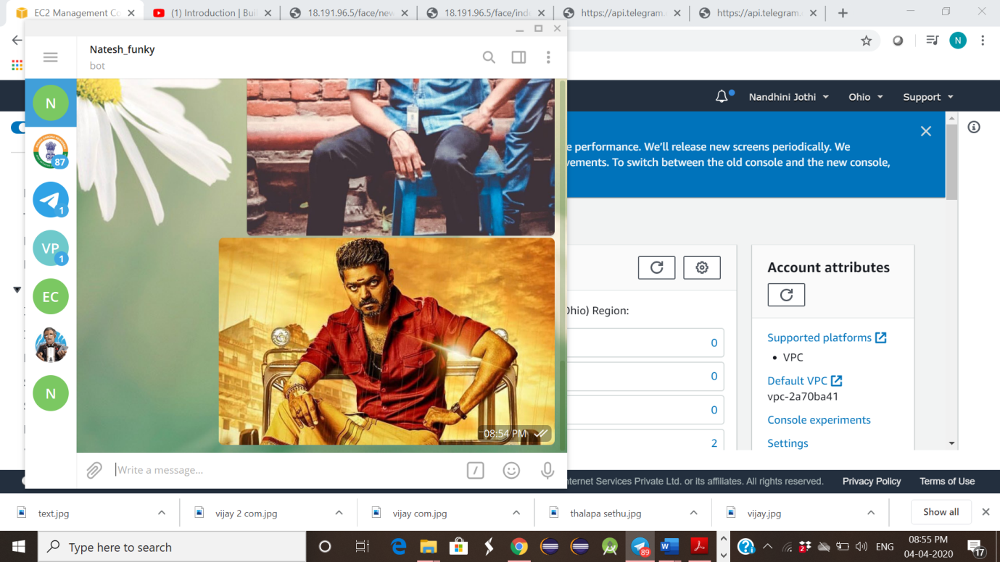 EC2 Management Co
(1) Introduction | Bui
18.191.96.5/face/new
18.191.96.5/face/ind
https://api.telegram.
https://api.telegram.
N
Natesh_funky
bot
N
87
1
VP
1
EC
N
08:54 PM
Write a message...
Nandhini Jothi
Ohio
Support
e performance. We'll release new screens periodically. We
vements. To switch between the old console and the new console,
Ohio) Region:
0
0
0
2
Account attributes
Supported platforms
• VPC
Default VPC
vpc-2a70ba41
Console experiments
Settings
nternet Services Private Ltd. or its affiliates. All rights reserved.
Privacy Policy
Terms of Use
text.jpg
vijay 2 com.jpg
vijay com.jpg
thalapa sethu.jpg
vijay.jpg
Show all
Type here to search
89
2
ENG
08:55 PM
04-04-2020
17